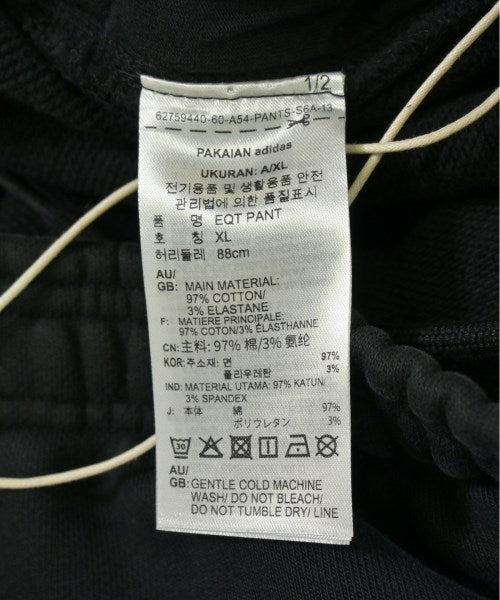 1/2
62759440-60-A54-PANTS-S6A-13
PAKAIAN adidas
UKURAN: A/XL
전기용품 및 생활용품 안전
관리법에 의한 품질표시
품 명 EQT PANT
호 칭 XL
허리둘레 88cm
AU/
GB: MAIN MATERIAL:
97% COTTON/
3% ELASTANE
F: MATIERE PRINCIPALE:
97% COTON/3% ELASTHANNE
CN: 主料: 97% 棉/3% 氨纶
KOR: 주소재: 면 97%
폴리우레탄 3%
IND: MATERIAL UTAMA: 97% KATUN/
3% SPANDEX
J: 本体 綿 97%
ポリウレタン 3%
30
AU/
GB: GENTLE COLD MACHINE
WASH/ DO NOT BLEACH/
DO NOT TUMBLE DRY/ LINE